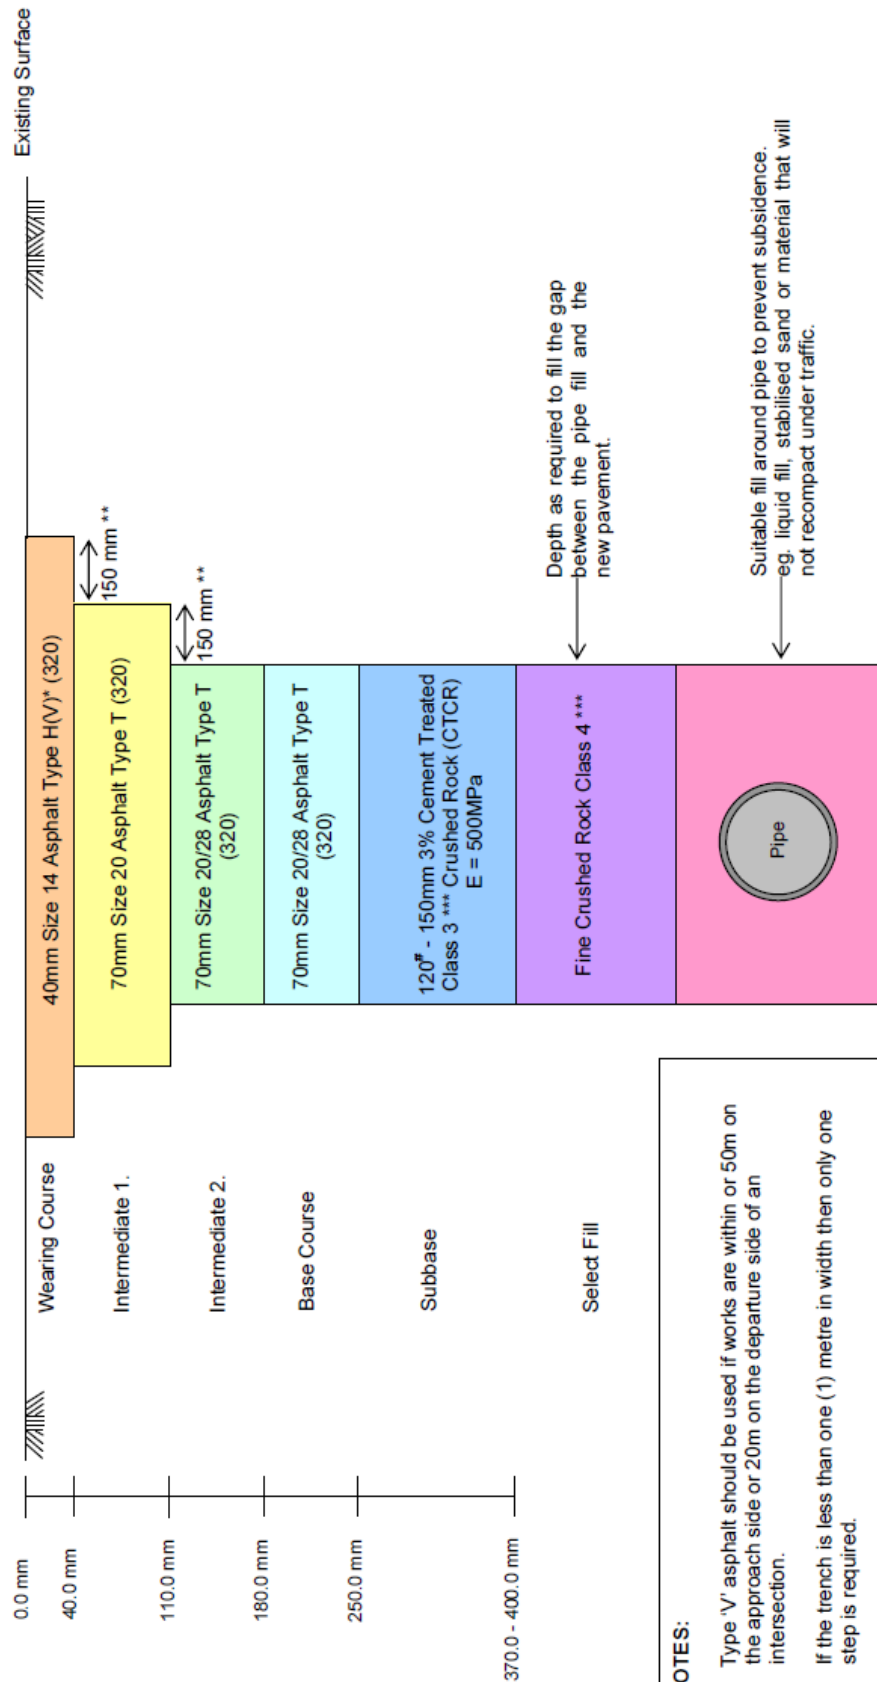 Existing Surface
0.0 mm
40.0 mm
110.0 mm
180.0 mm
250.0 mm
370.0 - 400.0 mm
Wearing Course
Intermediate 1.
Intermediate 2.
Base Course
Subbase
Select Fill
40mm Size 14 Asphalt Type H(V)* (320)
150 mm **
70mm Size 20 Asphalt Type T (320)
150 mm **
70mm Size 20/28 Asphalt Type T
(320)
70mm Size 20/28 Asphalt Type T
(320)
120# - 150mm 3% Cement Treated
Class 3 *** Crushed Rock (CTCR)
E = 500MPa
Fine Crushed Rock Class 4 ***
Depth as required to fill the gap
between the pipe fill and the
new pavement.
Pipe
Suitable fill around pipe to prevent subsidence.
eg. liquid fill, stabilised sand or material that will
not recompact under traffic.
OTES:
Type 'V' asphalt should be used if works are within or 50m on
the approach side or 20m on the departure side of an
intersection.
If the trench is less than one (1) metre in width then only one
step is required.